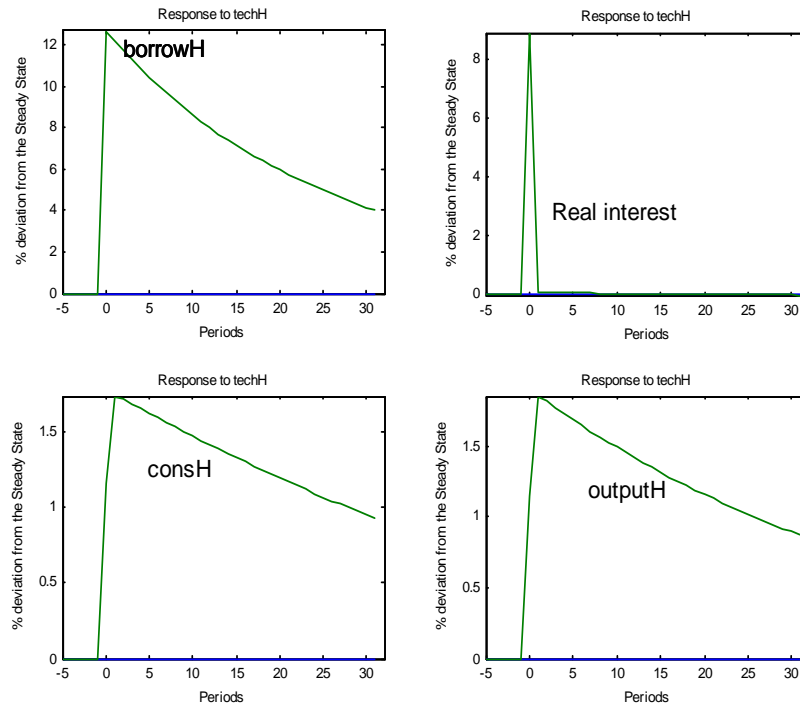 Response to techH
% deviation from the Steady State
12
10
8
6
4
2
0
borrowH
-5 0 5 10 15 20 25 30
Periods
Response to techH
% deviation from the Steady State
8
6
4
2
0
Real interest
-5 0 5 10 15 20 25 30
Periods
Response to techH
% deviation from the Steady State
1.5
1
0.5
0
consH
-5 0 5 10 15 20 25 30
Periods
Response to techH
% deviation from the Steady State
1.5
1
0.5
0
outputH
-5 0 5 10 15 20 25 30
Periods